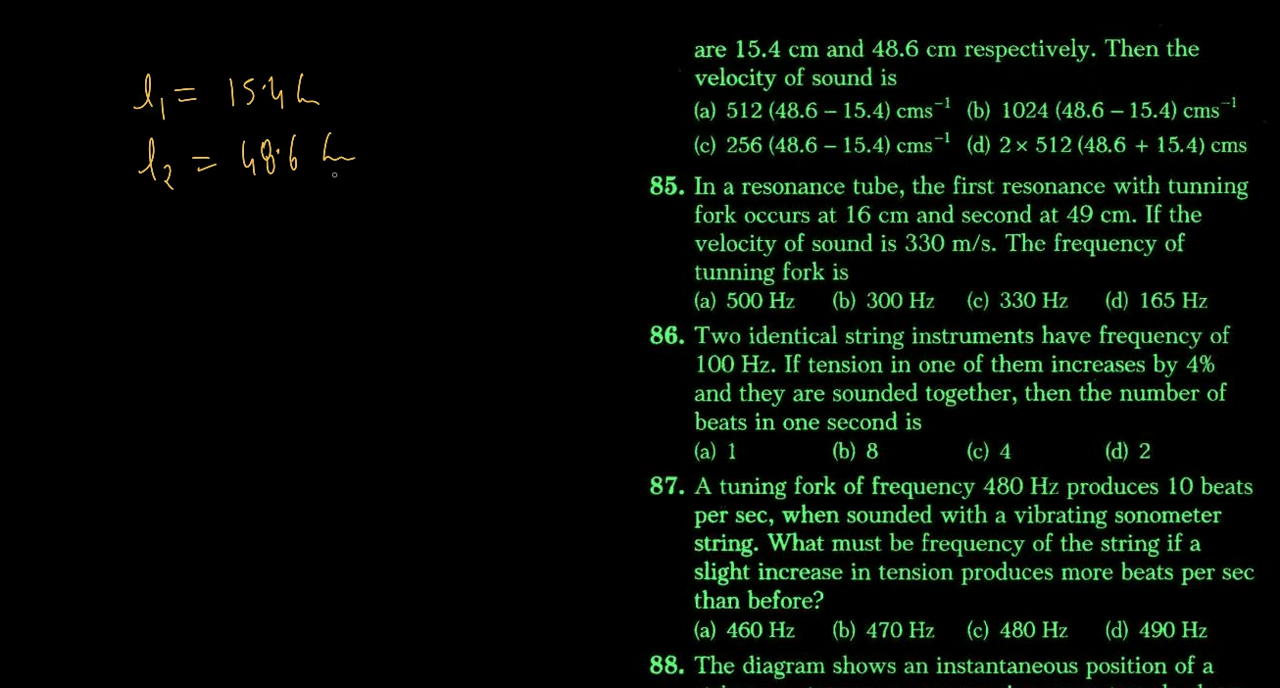 l₁ = 15.4 cm
l₂ = 48.6 cm
are 15.4 cm and 48.6 cm respectively. Then the
velocity of sound is
(a) 512 (48.6 – 15.4) cms⁻¹ (b) 1024 (48.6 – 15.4) cms⁻¹
(c) 256 (48.6 – 15.4) cms⁻¹ (d) 2 × 512 (48.6 + 15.4) cms
85. In a resonance tube, the first resonance with tunning
fork occurs at 16 cm and second at 49 cm. If the
velocity of sound is 330 m/s. The frequency of
tunning fork is
(a) 500 Hz (b) 300 Hz (c) 330 Hz (d) 165 Hz
86. Two identical string instruments have frequency of
100 Hz. If tension in one of them increases by 4%
and they are sounded together, then the number of
beats in one second is
(a) 1 (b) 8 (c) 4 (d) 2
87. A tuning fork of frequency 480 Hz produces 10 beats
per sec, when sounded with a vibrating sonometer
string. What must be frequency of the string if a
slight increase in tension produces more beats per sec
than before?
(a) 460 Hz (b) 470 Hz (c) 480 Hz (d) 490 Hz
88. The diagram shows an instantaneous position of a